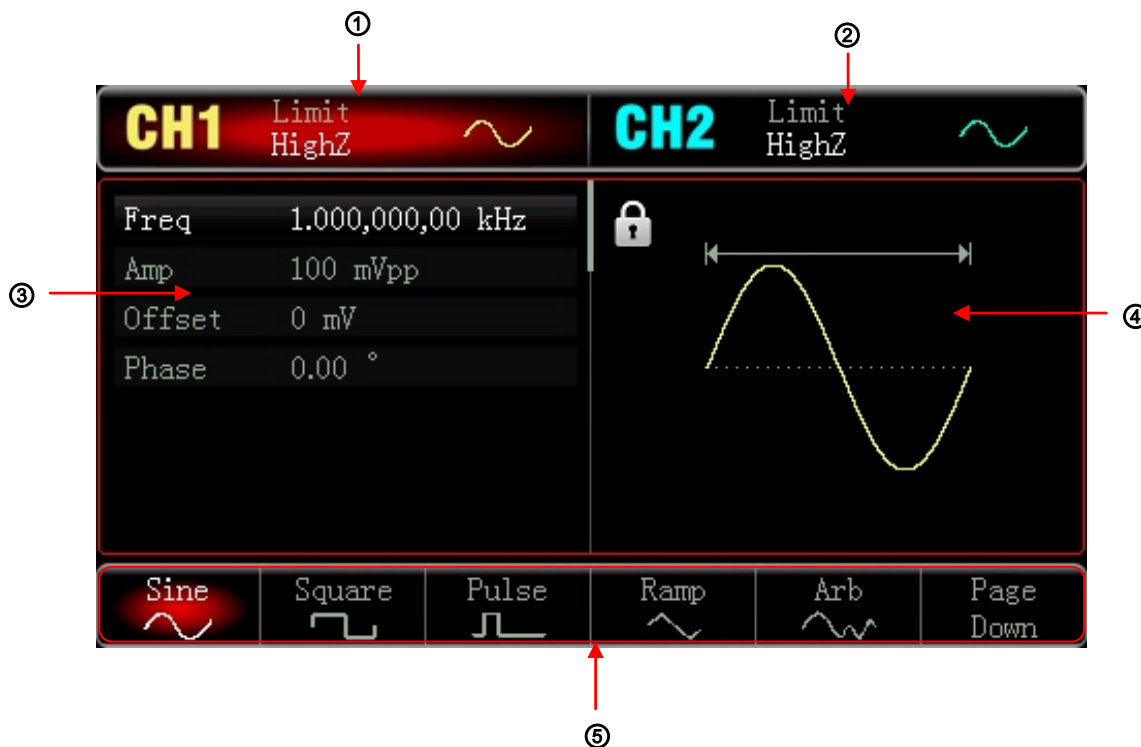 ①
②
CH1
Limit
HighZ
CH2
Limit
HighZ
Freq 1.000,000,00 kHz
Amp 100 mVpp
Offset 0 mV
Phase 0.00 °
③
④
Sine
Square
Pulse
Ramp
Arb
Page
Down
⑤